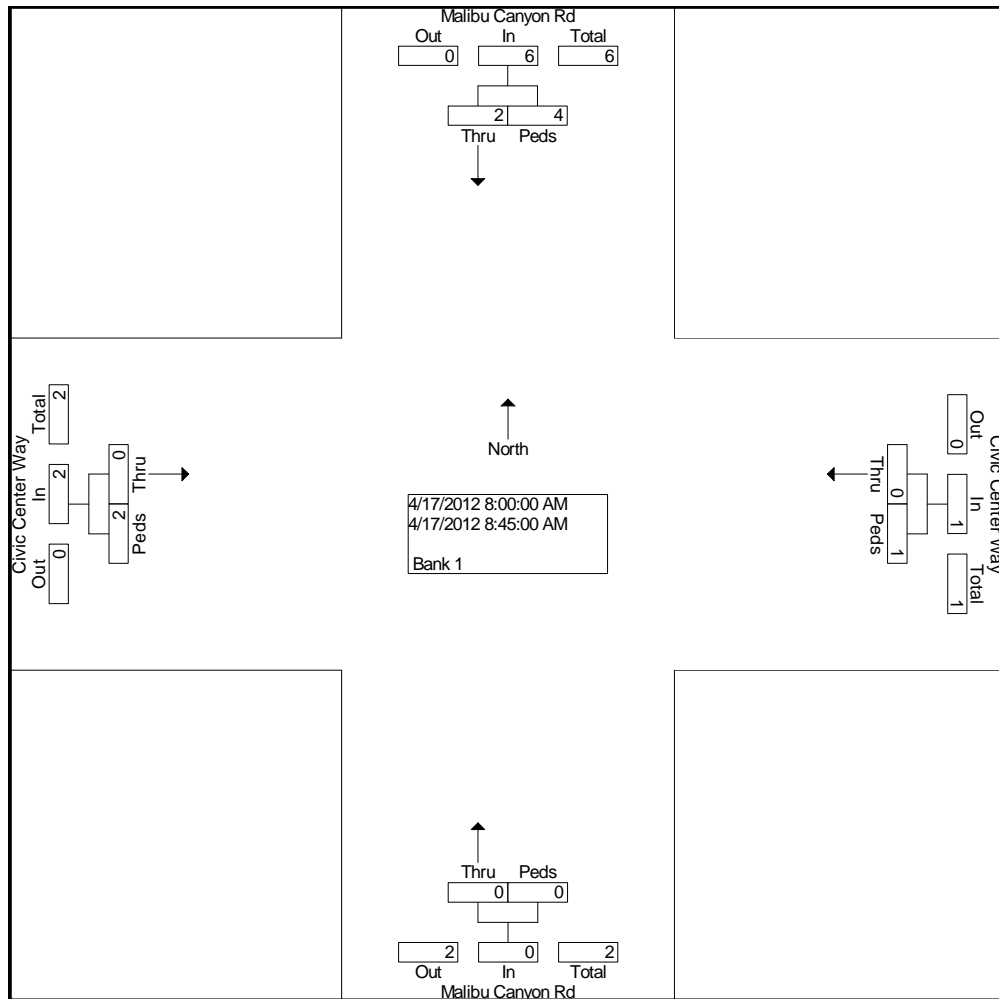 Malibu Canyon Rd
Out In Total
0 6 6
2 4
Thru Peds
Civic Center Way
Total In Out
2 2 0
0 2
Thru Peds
North
4/17/2012 8:00:00 AM
4/17/2012 8:45:00 AM
Bank 1
Thru Peds
0 1
0 1 1
Out In Total
Civic Center Way
Thru Peds
0 0
2 0 2
Out In Total
Malibu Canyon Rd